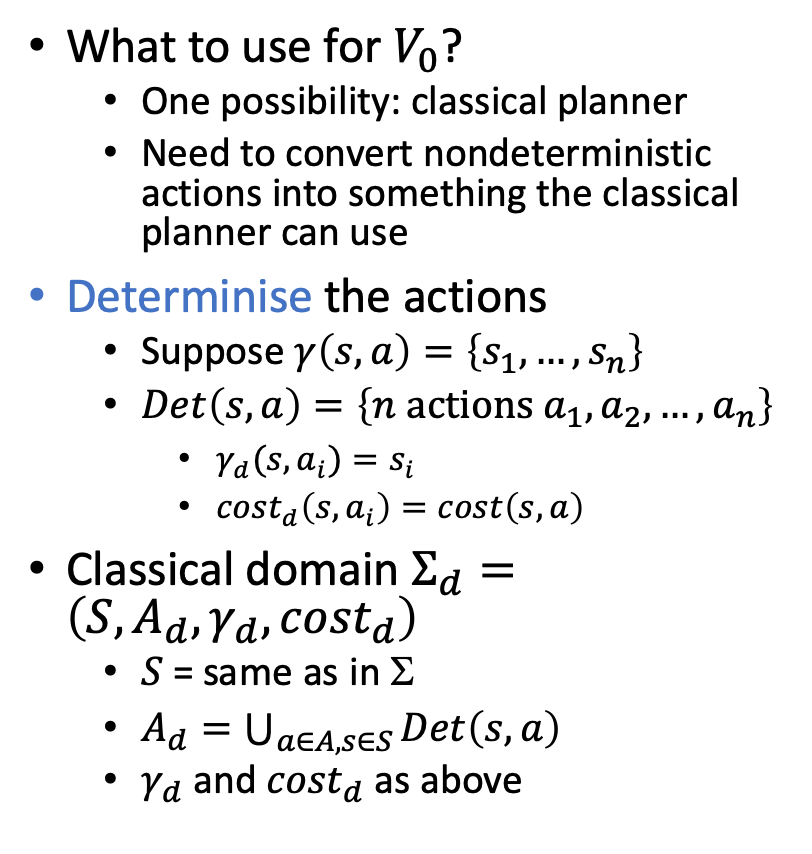 • What to use for V₀?
• One possibility: classical planner
• Need to convert nondeterministic
actions into something the classical
planner can use
• Determinise the actions
• Suppose γ(s, a) = {s₁, …, sₙ}
• Det(s, a) = {n actions a₁, a₂, …, aₙ}
• γ_d(s, aᵢ) = sᵢ
• cost_d(s, aᵢ) = cost(s, a)
• Classical domain Σ_d =
(S, A_d, γ_d, cost_d)
• S = same as in Σ
• A_d = ⋃_{a∈A,s∈S} Det(s, a)
• γ_d and cost_d as above